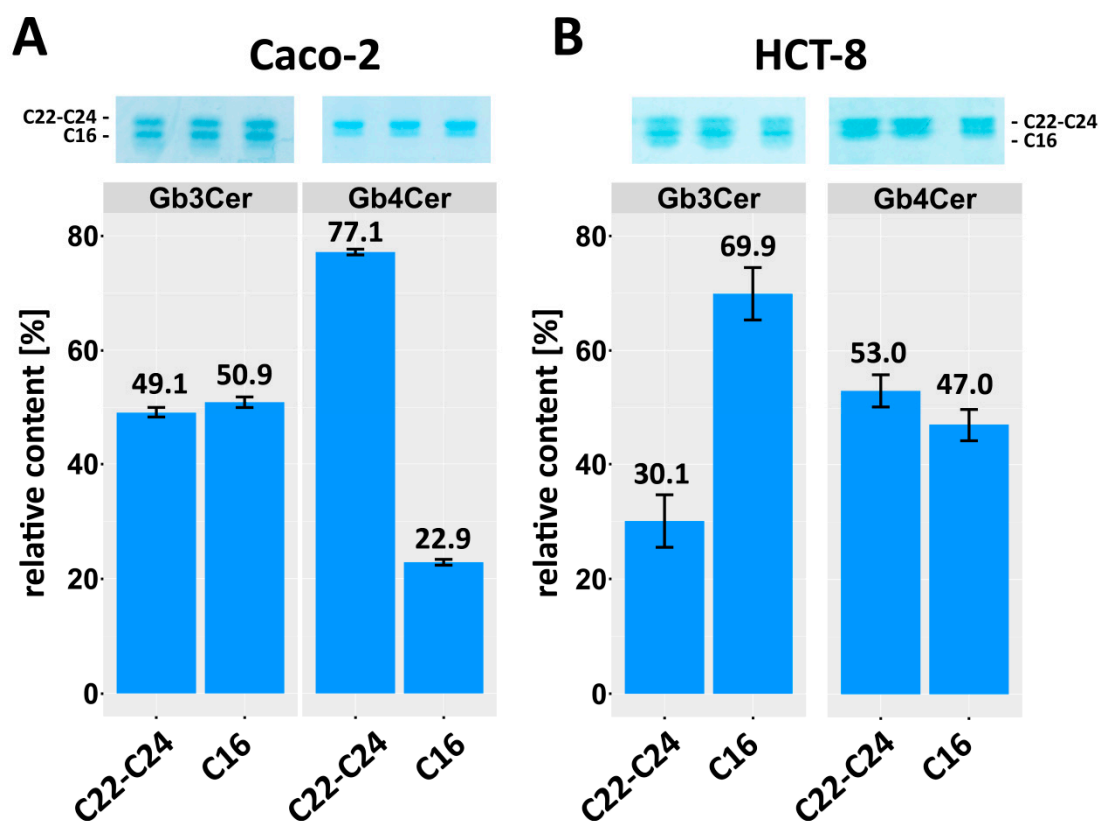 A
Caco-2
C22-C24 -
C16 -
Gb3Cer
Gb4Cer
relative content [%]
80
60
40
20
0
49.1
50.9
77.1
22.9
C22-C24
C16
C22-C24
C16
B
HCT-8
- C22-C24
- C16
Gb3Cer
Gb4Cer
relative content [%]
80
60
40
20
0
30.1
69.9
53.0
47.0
C22-C24
C16
C22-C24
C16